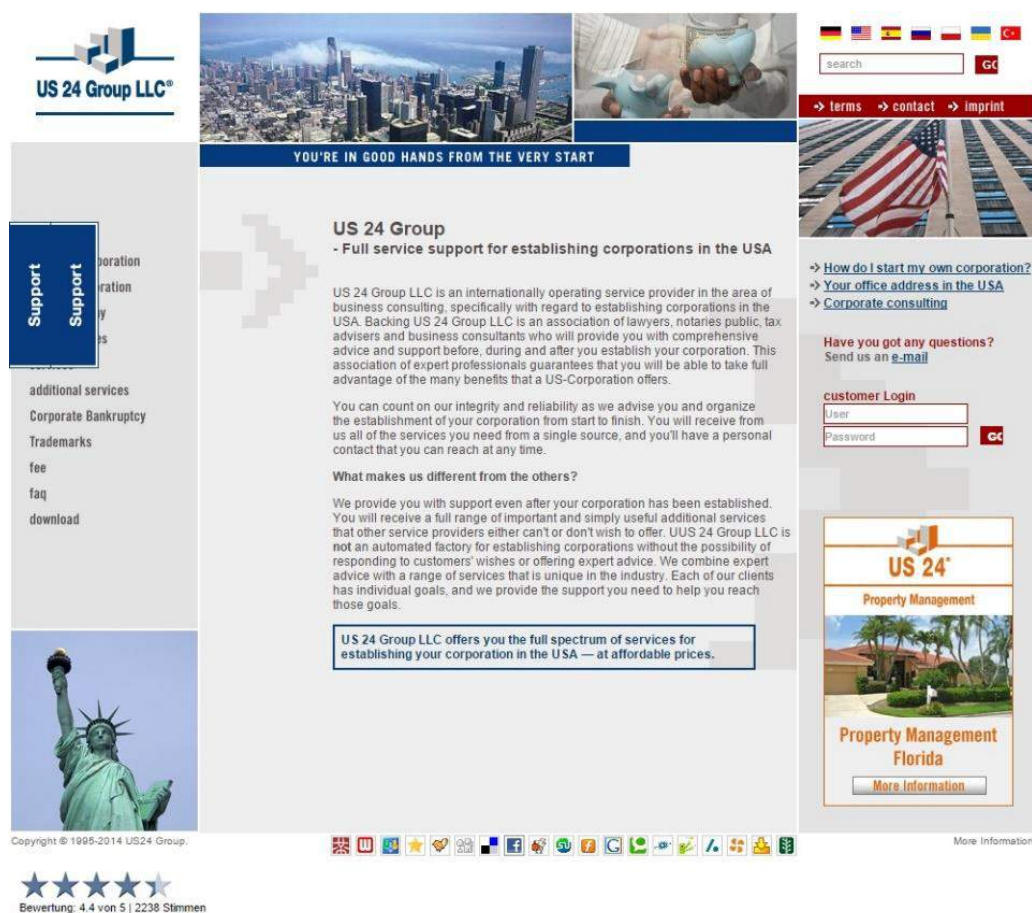 US 24 Group LLC®
search
GO
terms
contact
imprint
YOU'RE IN GOOD HANDS FROM THE VERY START
Support
Support
poration
ration
y
es
additional services
Corporate Bankruptcy
Trademarks
fee
faq
download
US 24 Group
- Full service support for establishing corporations in the USA
US 24 Group LLC is an internationally operating service provider in the area of
business consulting, specifically with regard to establishing corporations in the
USA. Backing US 24 Group LLC is an association of lawyers, notaries public, tax
advisers and business consultants who will provide you with comprehensive
advice and support before, during and after you establish your corporation. This
association of expert professionals guarantees that you will be able to take full
advantage of the many benefits that a US-Corporation offers.
You can count on our integrity and reliability as we advise you and organize
the establishment of your corporation from start to finish. You will receive from
us all of the services you need from a single source, and you'll have a personal
contact that you can reach at any time.
What makes us different from the others?
We provide you with support even after your corporation has been established.
You will receive a full range of important and simply useful additional services
that other service providers either can't or don't wish to offer. UUS 24 Group LLC is
not an automated factory for establishing corporations without the possibility of
responding to customers' wishes or offering expert advice. We combine expert
advice with a range of services that is unique in the industry. Each of our clients
has individual goals, and we provide the support you need to help you reach
those goals.
US 24 Group LLC offers you the full spectrum of services for
establishing your corporation in the USA — at affordable prices.
How do I start my own corporation?
Your office address in the USA
Corporate consulting
Have you got any questions?
Send us an e-mail
customer Login
User
Password
GO
US 24®
Property Management
Property Management
Florida
More Information
Copyright © 1995-2014 US24 Group.
More Information
Bewertung: 4.4 von 5 | 2238 Stimmen